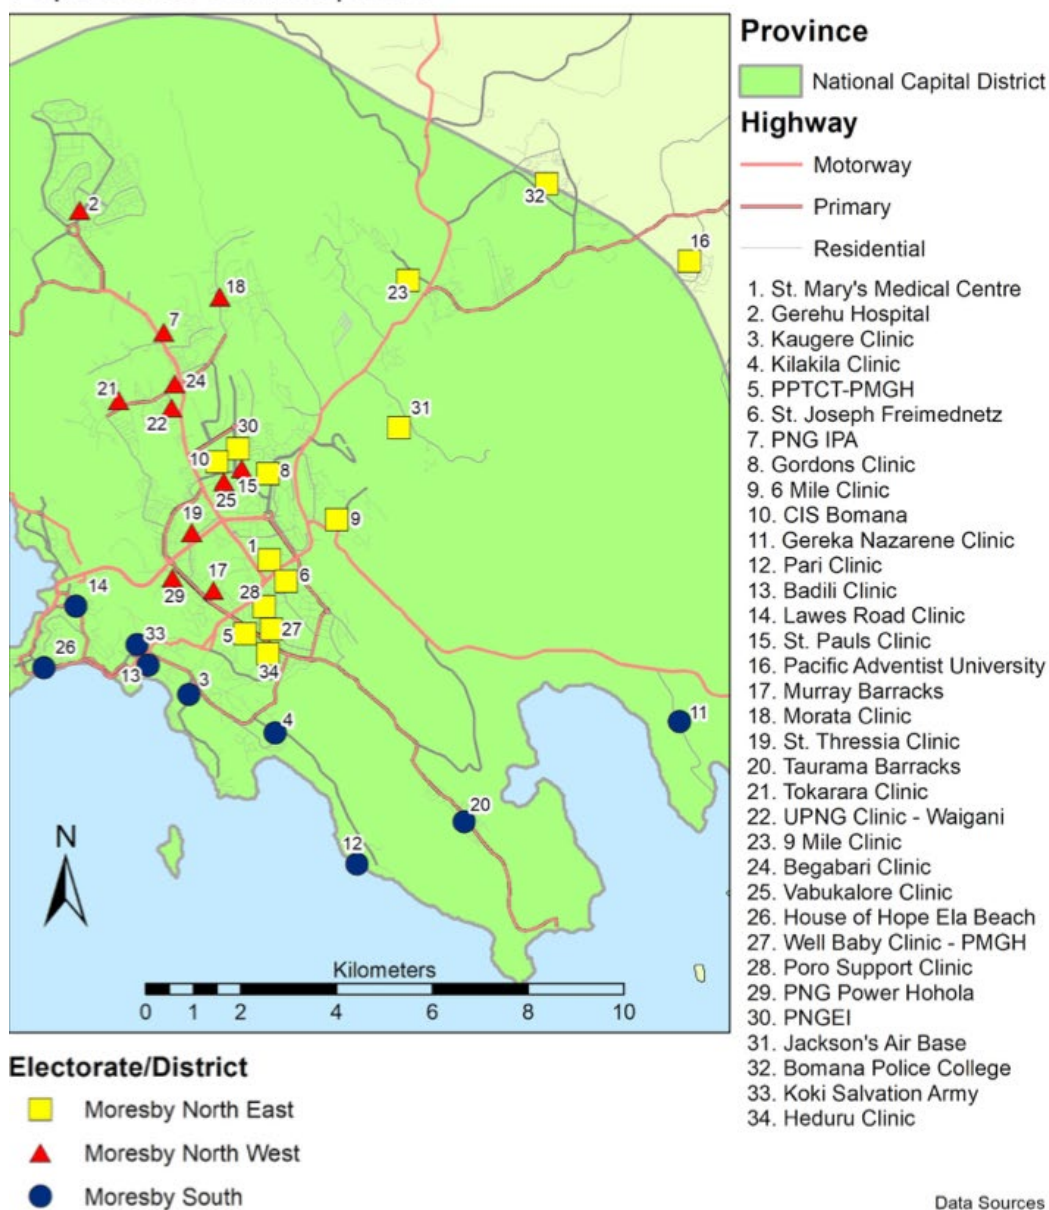 2
18
7
24
21
22
30
10
15
8
25
19
9
1
6
17
29
28
14
27
5
34
33
26
13
3
4
11
20
12
31
23
32
16
N
Kilometers
0 1 2 4 6 8 10
Electorate/District
Moresby North East
Moresby North West
Moresby South
Province
National Capital District
Highway
Motorway
Primary
Residential
1. St. Mary's Medical Centre
2. Gerehu Hospital
3. Kaugere Clinic
4. Kilakila Clinic
5. PPTCT-PMGH
6. St. Joseph Freimednetz
7. PNG IPA
8. Gordons Clinic
9. 6 Mile Clinic
10. CIS Bomana
11. Gereka Nazarene Clinic
12. Pari Clinic
13. Badili Clinic
14. Lawes Road Clinic
15. St. Pauls Clinic
16. Pacific Adventist University
17. Murray Barracks
18. Morata Clinic
19. St. Thressia Clinic
20. Taurama Barracks
21. Tokarara Clinic
22. UPNG Clinic - Waigani
23. 9 Mile Clinic
24. Begabari Clinic
25. Vabukalore Clinic
26. House of Hope Ela Beach
27. Well Baby Clinic - PMGH
28. Poro Support Clinic
29. PNG Power Hohola
30. PNGEI
31. Jackson's Air Base
32. Bomana Police College
33. Koki Salvation Army
34. Heduru Clinic
Data Sources